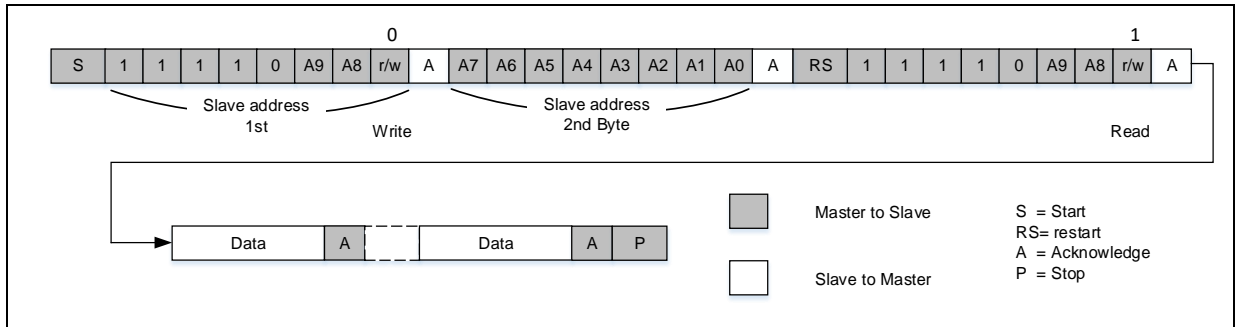 0 1
S 1 1 1 1 0 A9 A8 r/w A A7 A6 A5 A4 A3 A2 A1 A0 A RS 1 1 1 1 0 A9 A8 r/w A
Slave address
1st
Slave address
2nd Byte
Write
Read
Data A Data A P
Master to Slave
Slave to Master
S = Start
RS= restart
A = Acknowledge
P = Stop